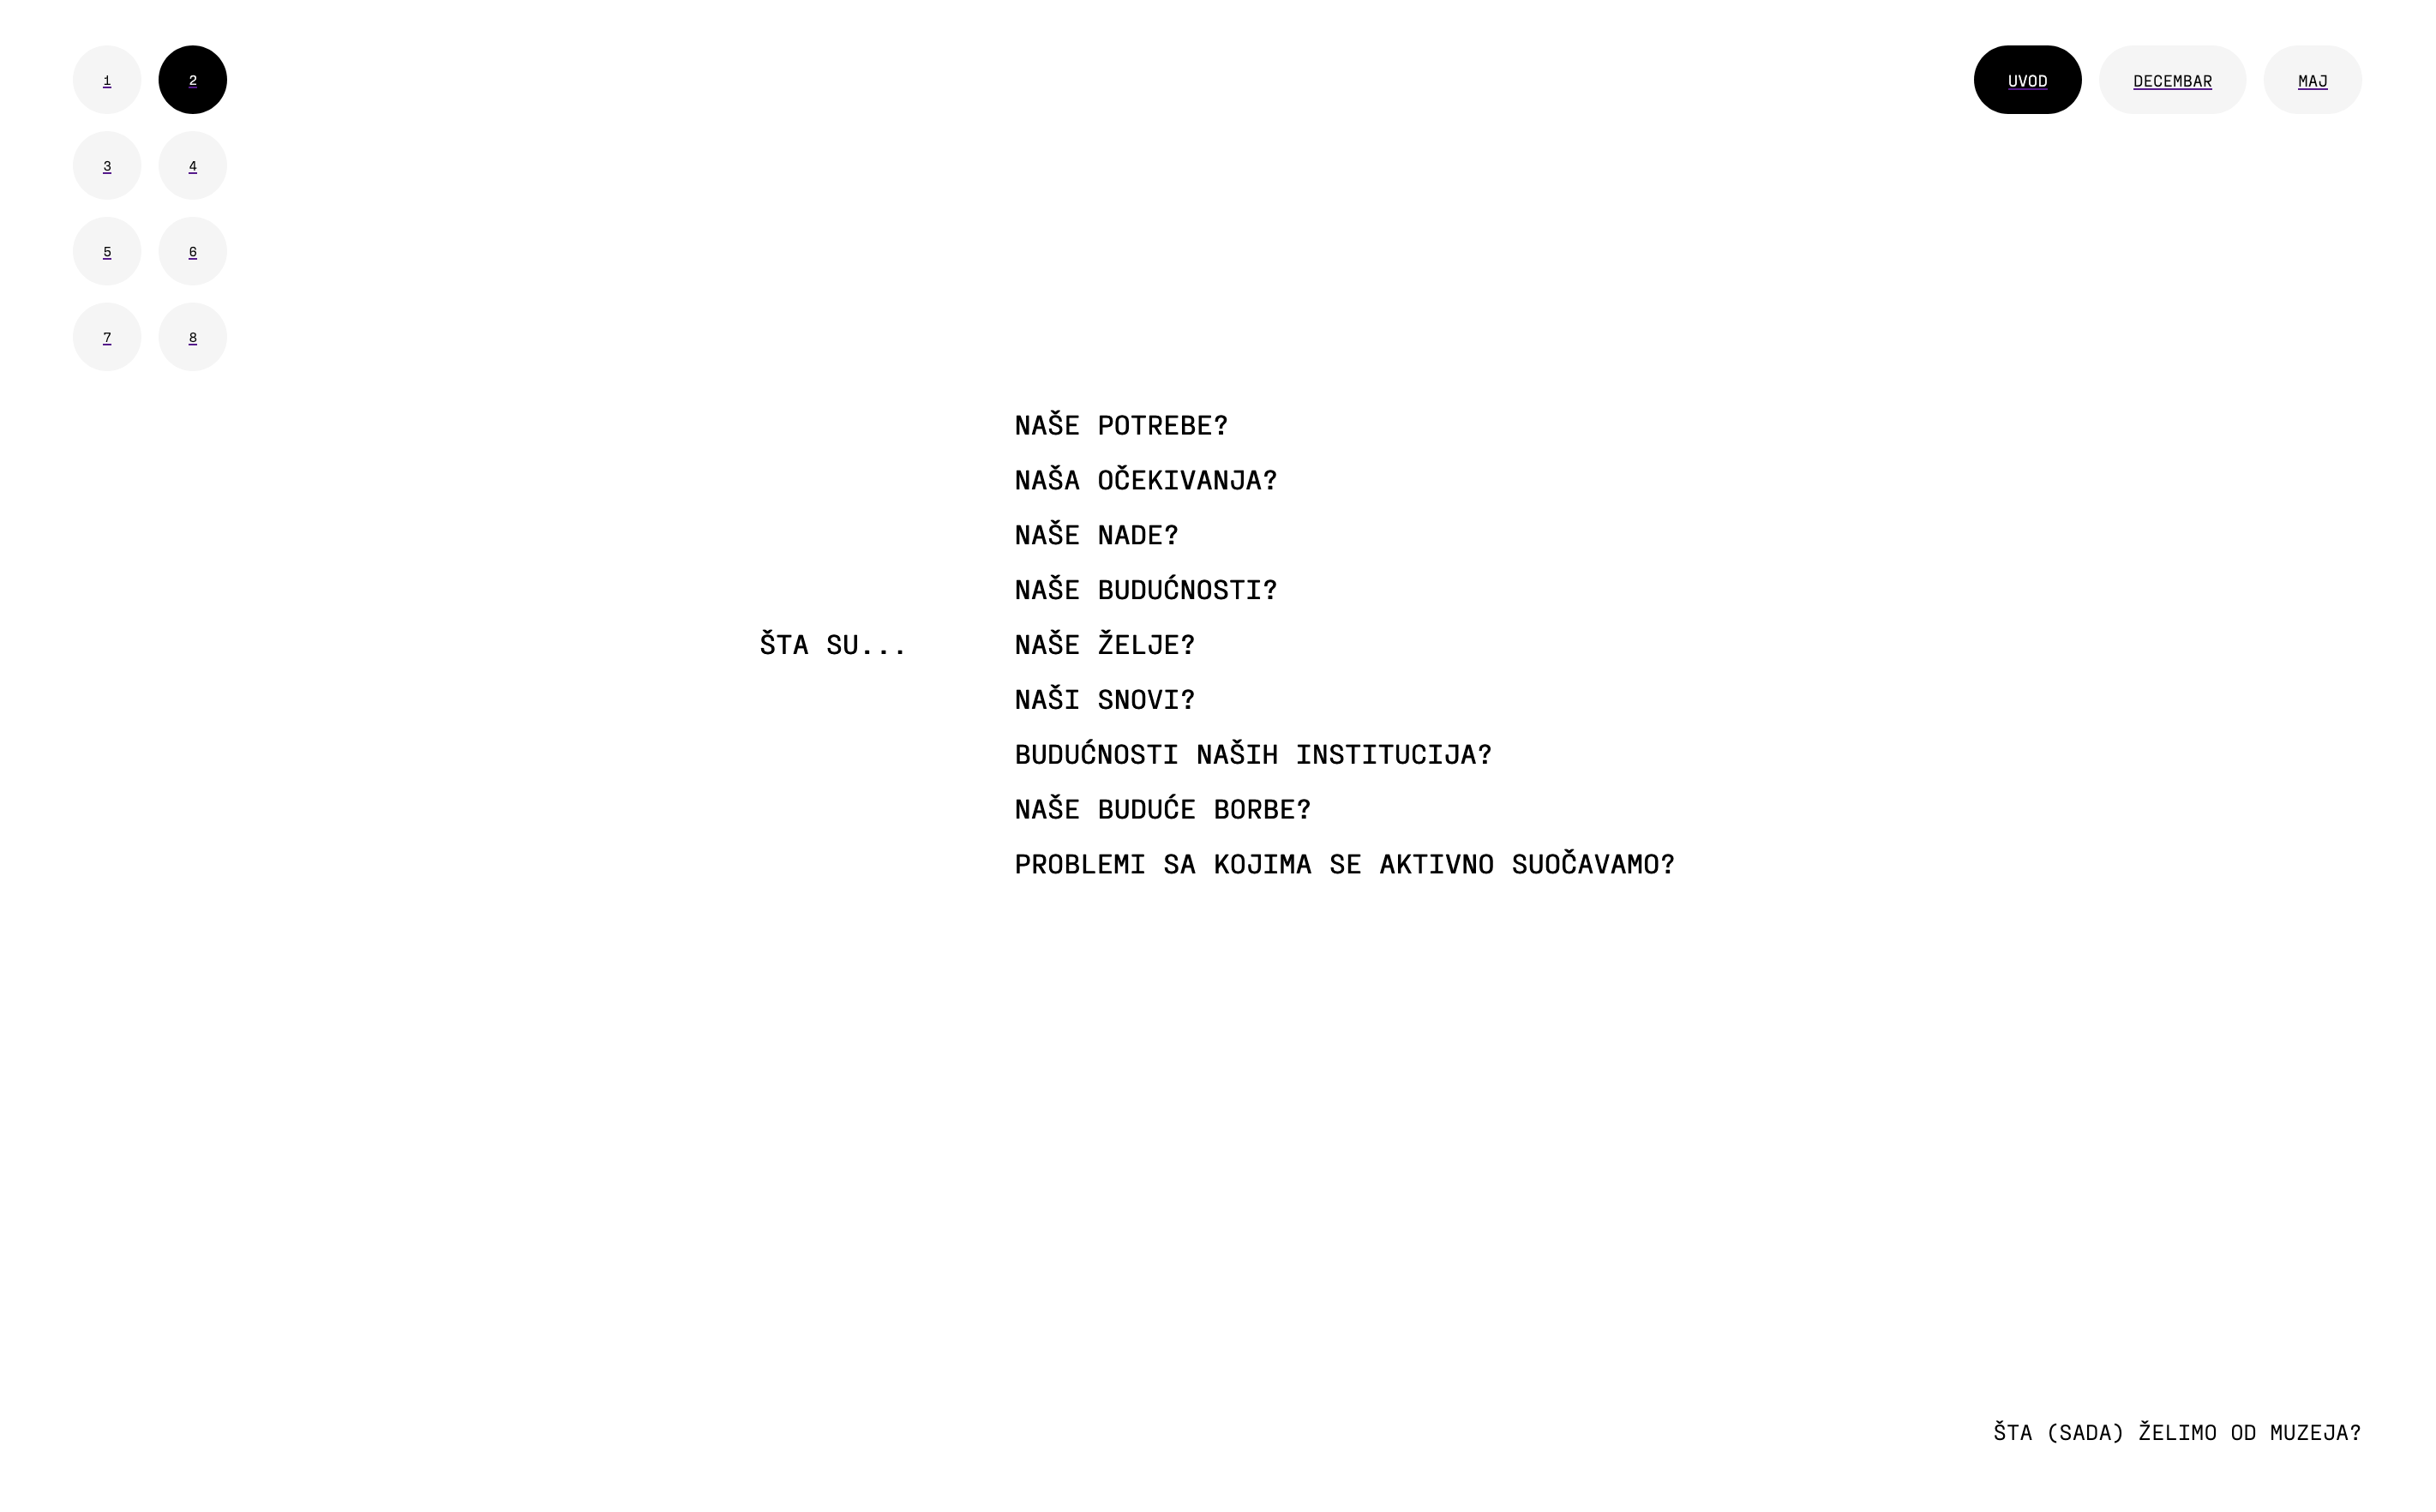 1 2
3 4
5 6
7 8
UVOD DECEMBAR MAJ
ŠTA SU...
NAŠE POTREBE?
NAŠA OČEKIVANJA?
NAŠE NADE?
NAŠE BUDUĆNOSTI?
NAŠE ŽELJE?
NAŠI SNOVI?
BUDUĆNOSTI NAŠIH INSTITUCIJA?
NAŠE BUDUĆE BORBE?
PROBLEMI SA KOJIMA SE AKTIVNO SUOČAVAMO?
ŠTA (SADA) ŽELIMO OD MUZEJA?